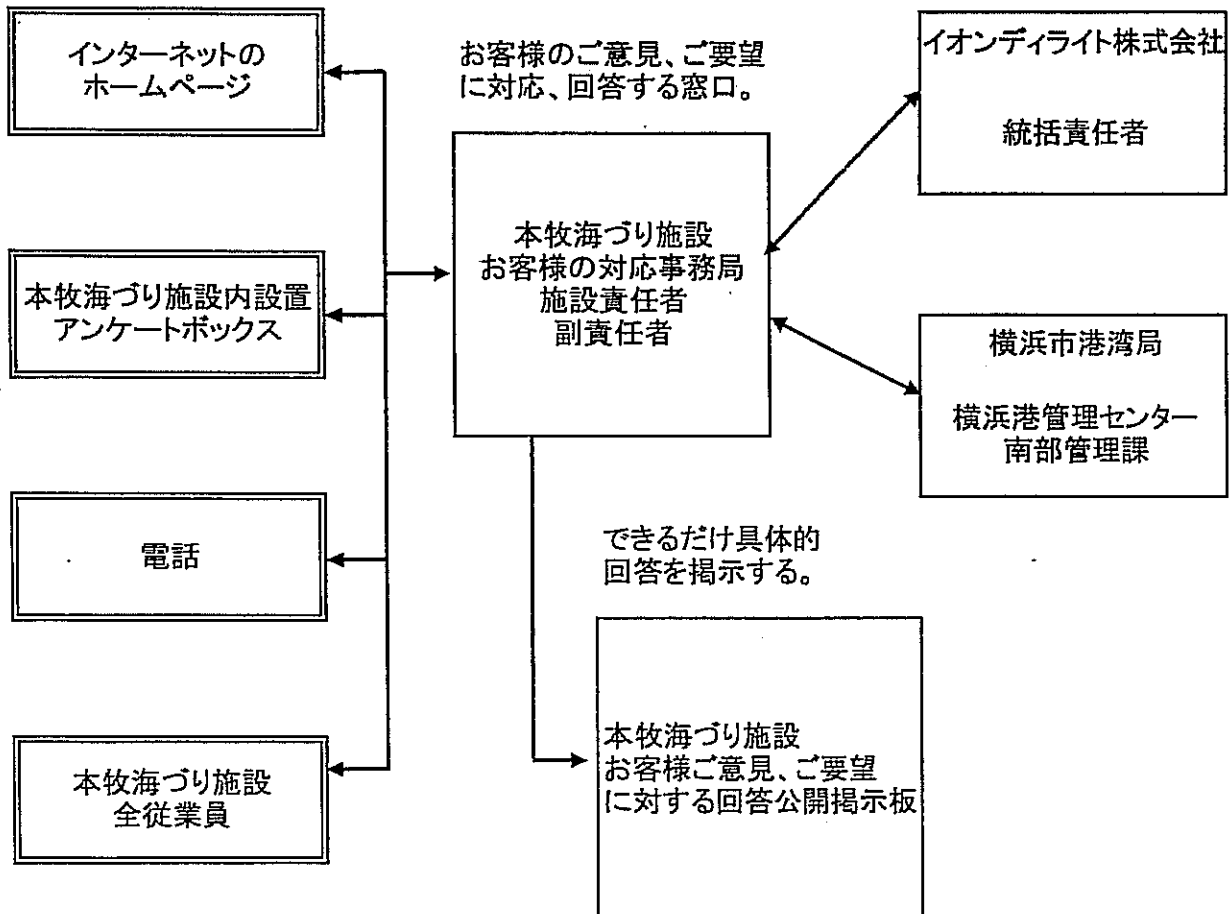 インターネットの
ホームページ
本牧海づり施設内設置
アンケートボックス
電話
本牧海づり施設
全従業員
お客様のご意見、ご要望
に対応、回答する窓口。
本牧海づり施設
お客様の対応事務局
施設責任者
副責任者
できるだけ具体的
回答を掲示する。
本牧海づり施設
お客様ご意見、ご要望
に対する回答公開掲示板
イオンディライト株式会社
統括責任者
横浜市港湾局
横浜港管理センター
南部管理課